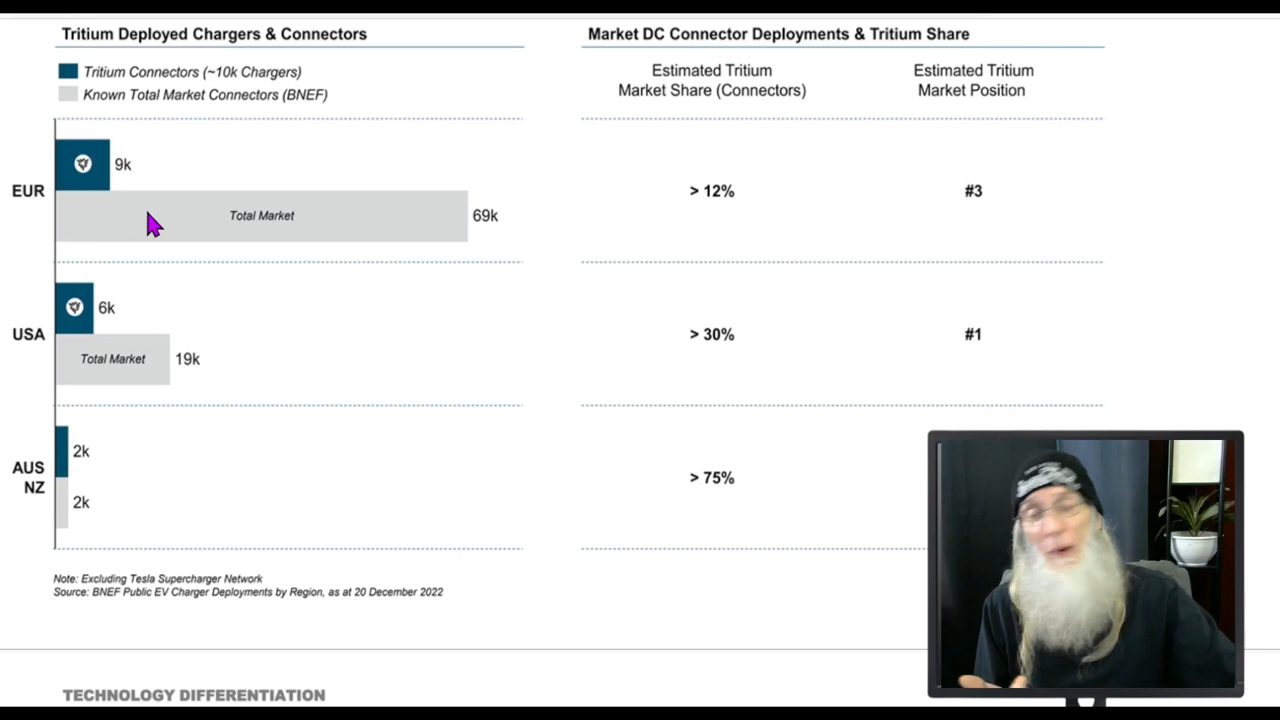 Tritium Deployed Chargers & Connectors
Tritium Connectors (~10k Chargers)
Known Total Market Connectors (BNEF)
EUR
9k
Total Market
69k
USA
6k
Total Market
19k
AUS
NZ
2k
2k
Note: Excluding Tesla Supercharger Network
Source: BNEF Public EV Charger Deployments by Region, as at 20 December 2022
Market DC Connector Deployments & Tritium Share
Estimated Tritium
Market Share (Connectors)
Estimated Tritium
Market Position
> 12%
#3
> 30%
#1
> 75%
TECHNOLOGY DIFFERENTIATION